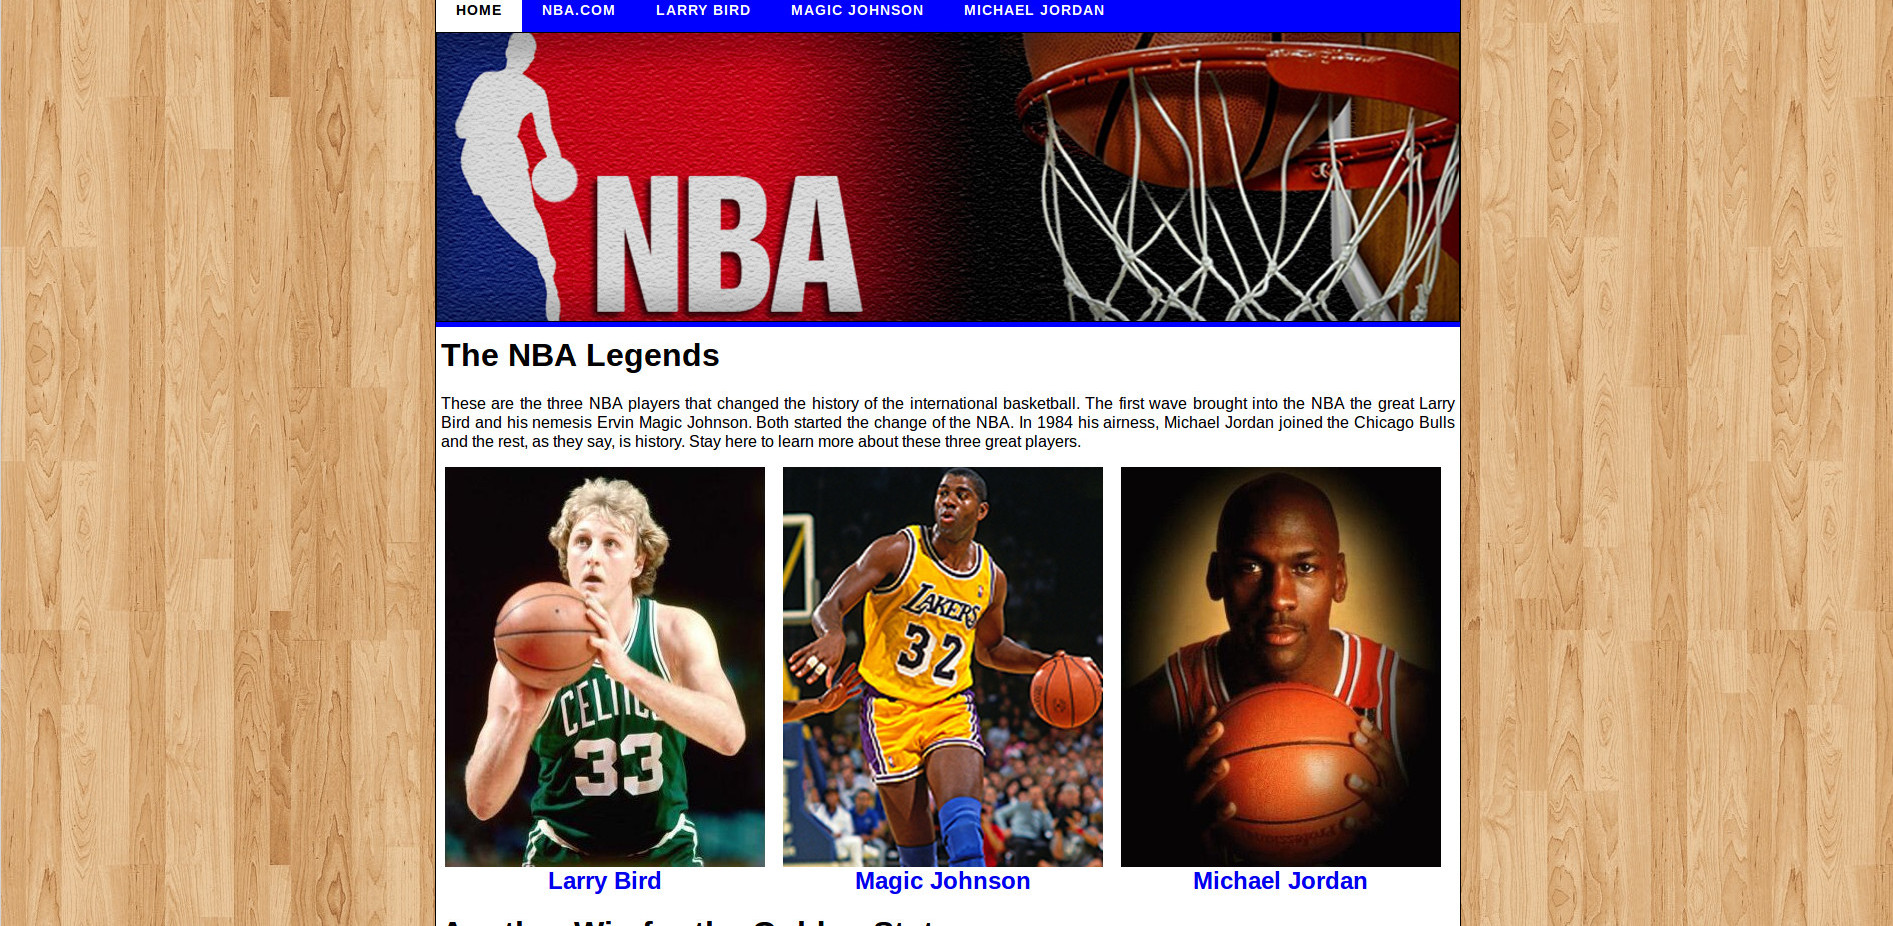 HOME NBA.COM LARRY BIRD MAGIC JOHNSON MICHAEL JORDAN
NBA
The NBA Legends
These are the three NBA players that changed the history of the international basketball. The first wave brought into the NBA the great Larry
Bird and his nemesis Ervin Magic Johnson. Both started the change of the NBA. In 1984 his airness, Michael Jordan joined the Chicago Bulls
and the rest, as they say, is history. Stay here to learn more about these three great players.
LAKERS
32
33
Larry Bird Magic Johnson Michael Jordan